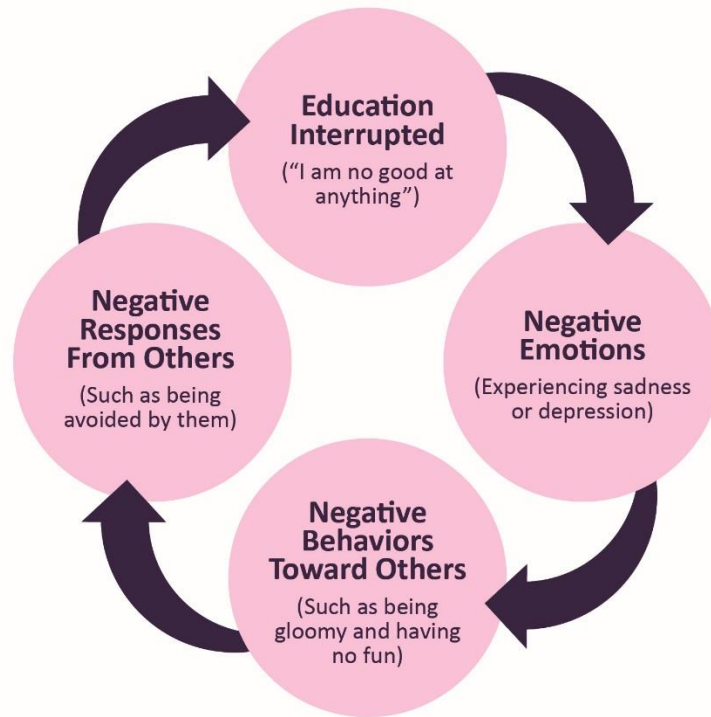 Education
Interrupted
(“I am no good at
anything”)
Negative
Emotions
(Experiencing sadness
or depression)
Negative
Behaviors
Toward Others
(Such as being
gloomy and having
no fun)
Negative
Responses
From Others
(Such as being
avoided by them)